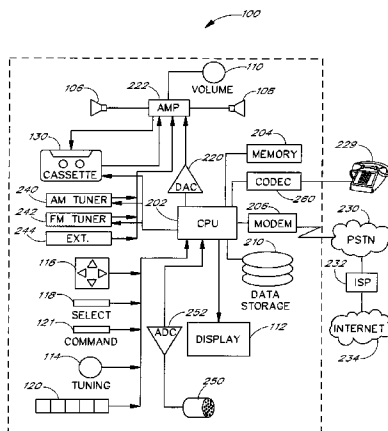 100
222
110
VOLUME
106
AMP
108
130
CASSETTE
220
204
MEMORY
229
DAC
CODEC
240
AM TUNER
202
260
242
FM TUNER
CPU
206
MODEM
230
PSTN
244
EXT.
210
116
232
ISP
DATA
STORAGE
118
SELECT
252
INTERNET
234
121
COMMAND
ADC
DISPLAY
112
114
TUNING
120
250